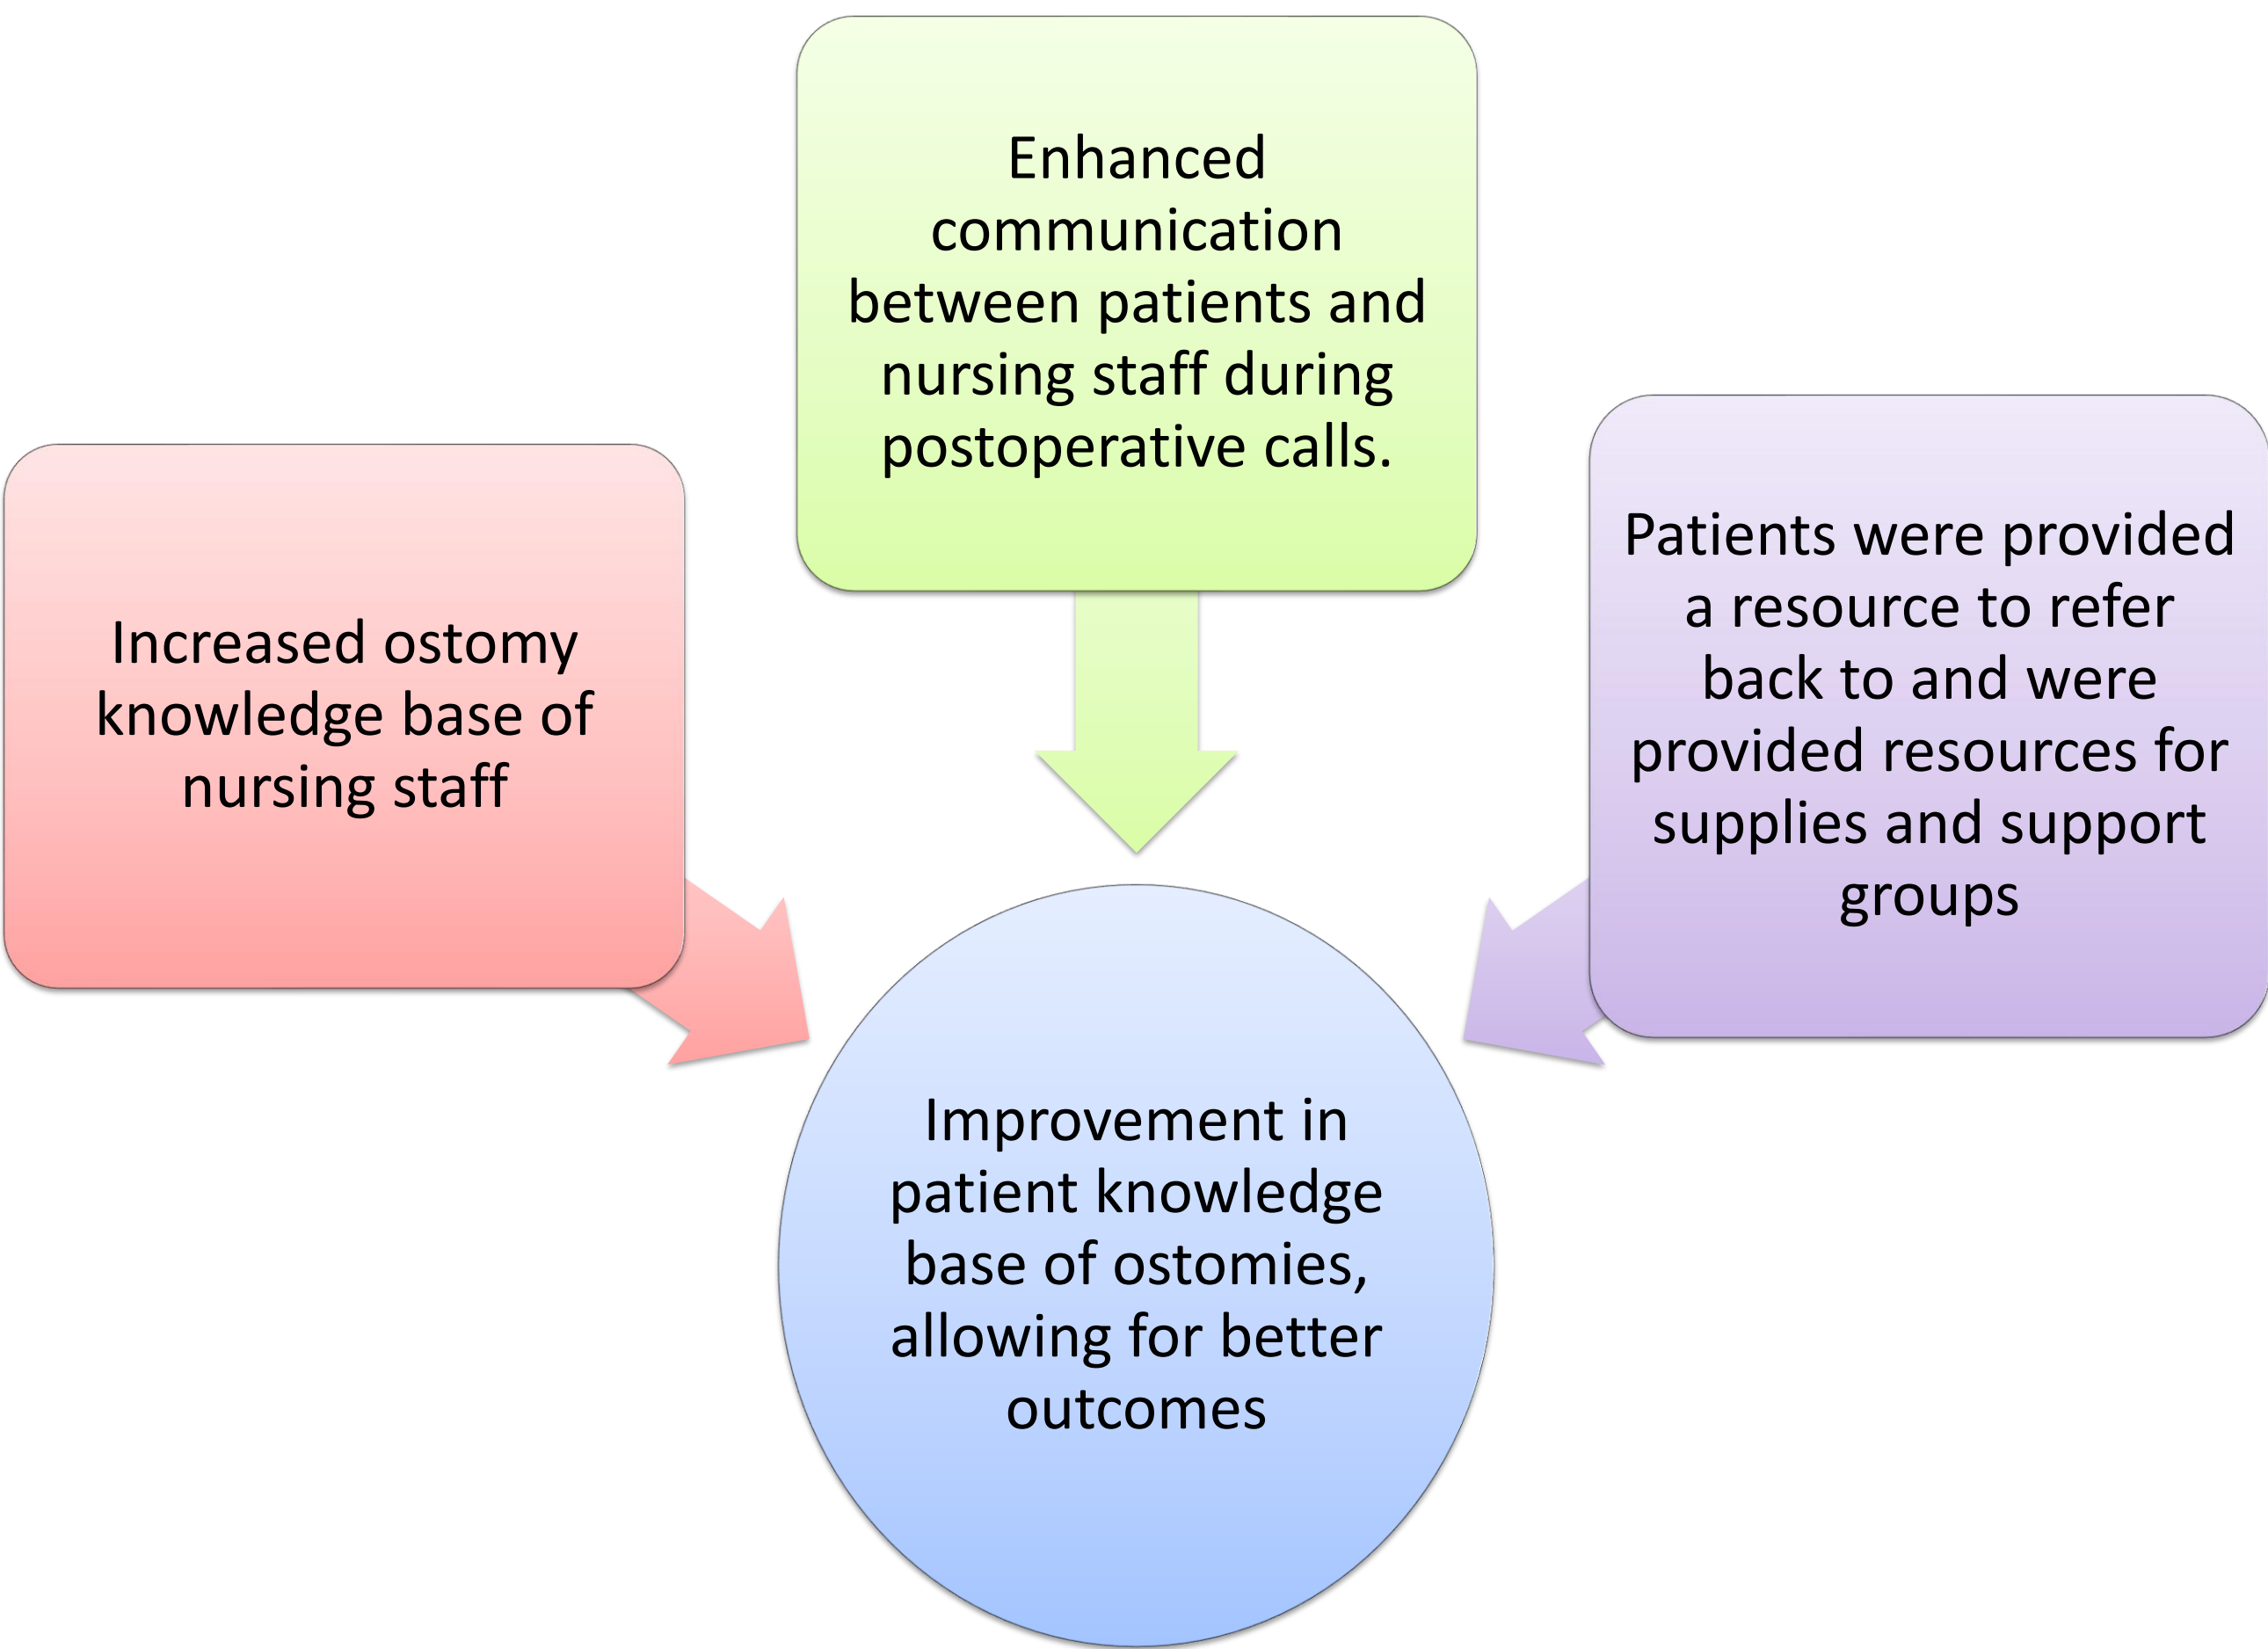 Enhanced
communication
between patients and
nursing staff during
postoperative calls.
Increased ostomy
knowledge base of
nursing staff
Patients were provided
a resource to refer
back to and were
provided resources for
supplies and support
groups
Improvement in
patient knowledge
base of ostomies,
allowing for better
outcomes